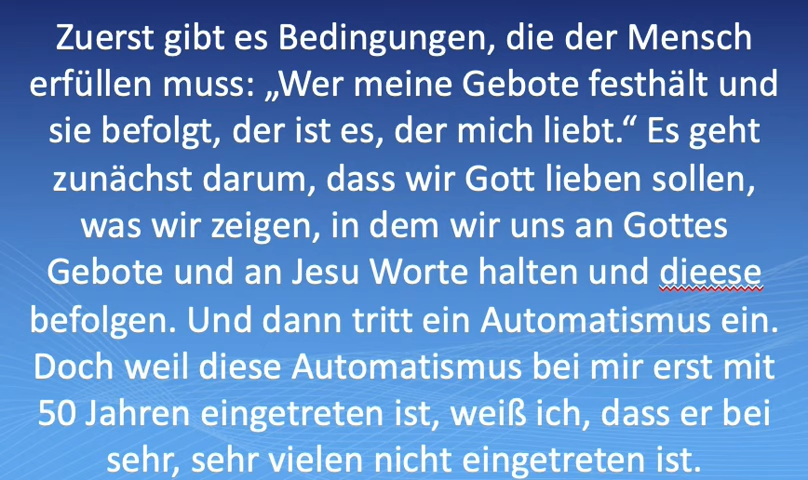 Zuerst gibt es Bedingungen, die der Mensch
erfüllen muss: „Wer meine Gebote festhält und
sie befolgt, der ist es, der mich liebt.“ Es geht
zunächst darum, dass wir Gott lieben sollen,
was wir zeigen, in dem wir uns an Gottes
Gebote und an Jesu Worte halten und dieese
befolgen. Und dann tritt ein Automatismus ein.
Doch weil diese Automatismus bei mir erst mit
50 Jahren eingetreten ist, weiß ich, dass er bei
sehr, sehr vielen nicht eingetreten ist.